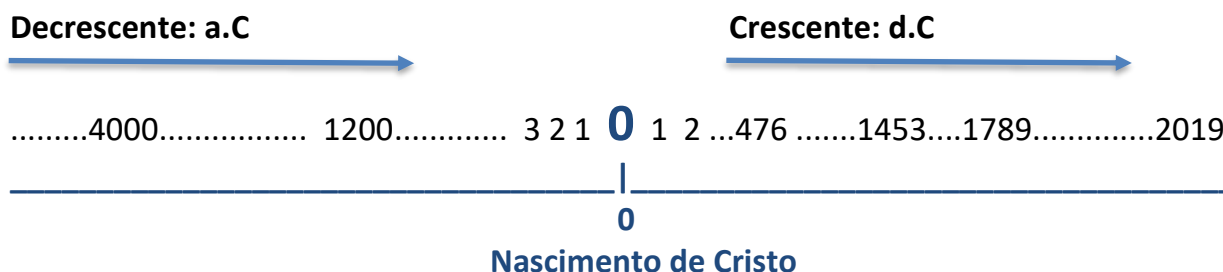 Decrescente: a.C Crescente: d.C
.........4000................. 1200............. 3 2 1 0 1 2 ...476 .......1453....1789..............2019
0
Nascimento de Cristo